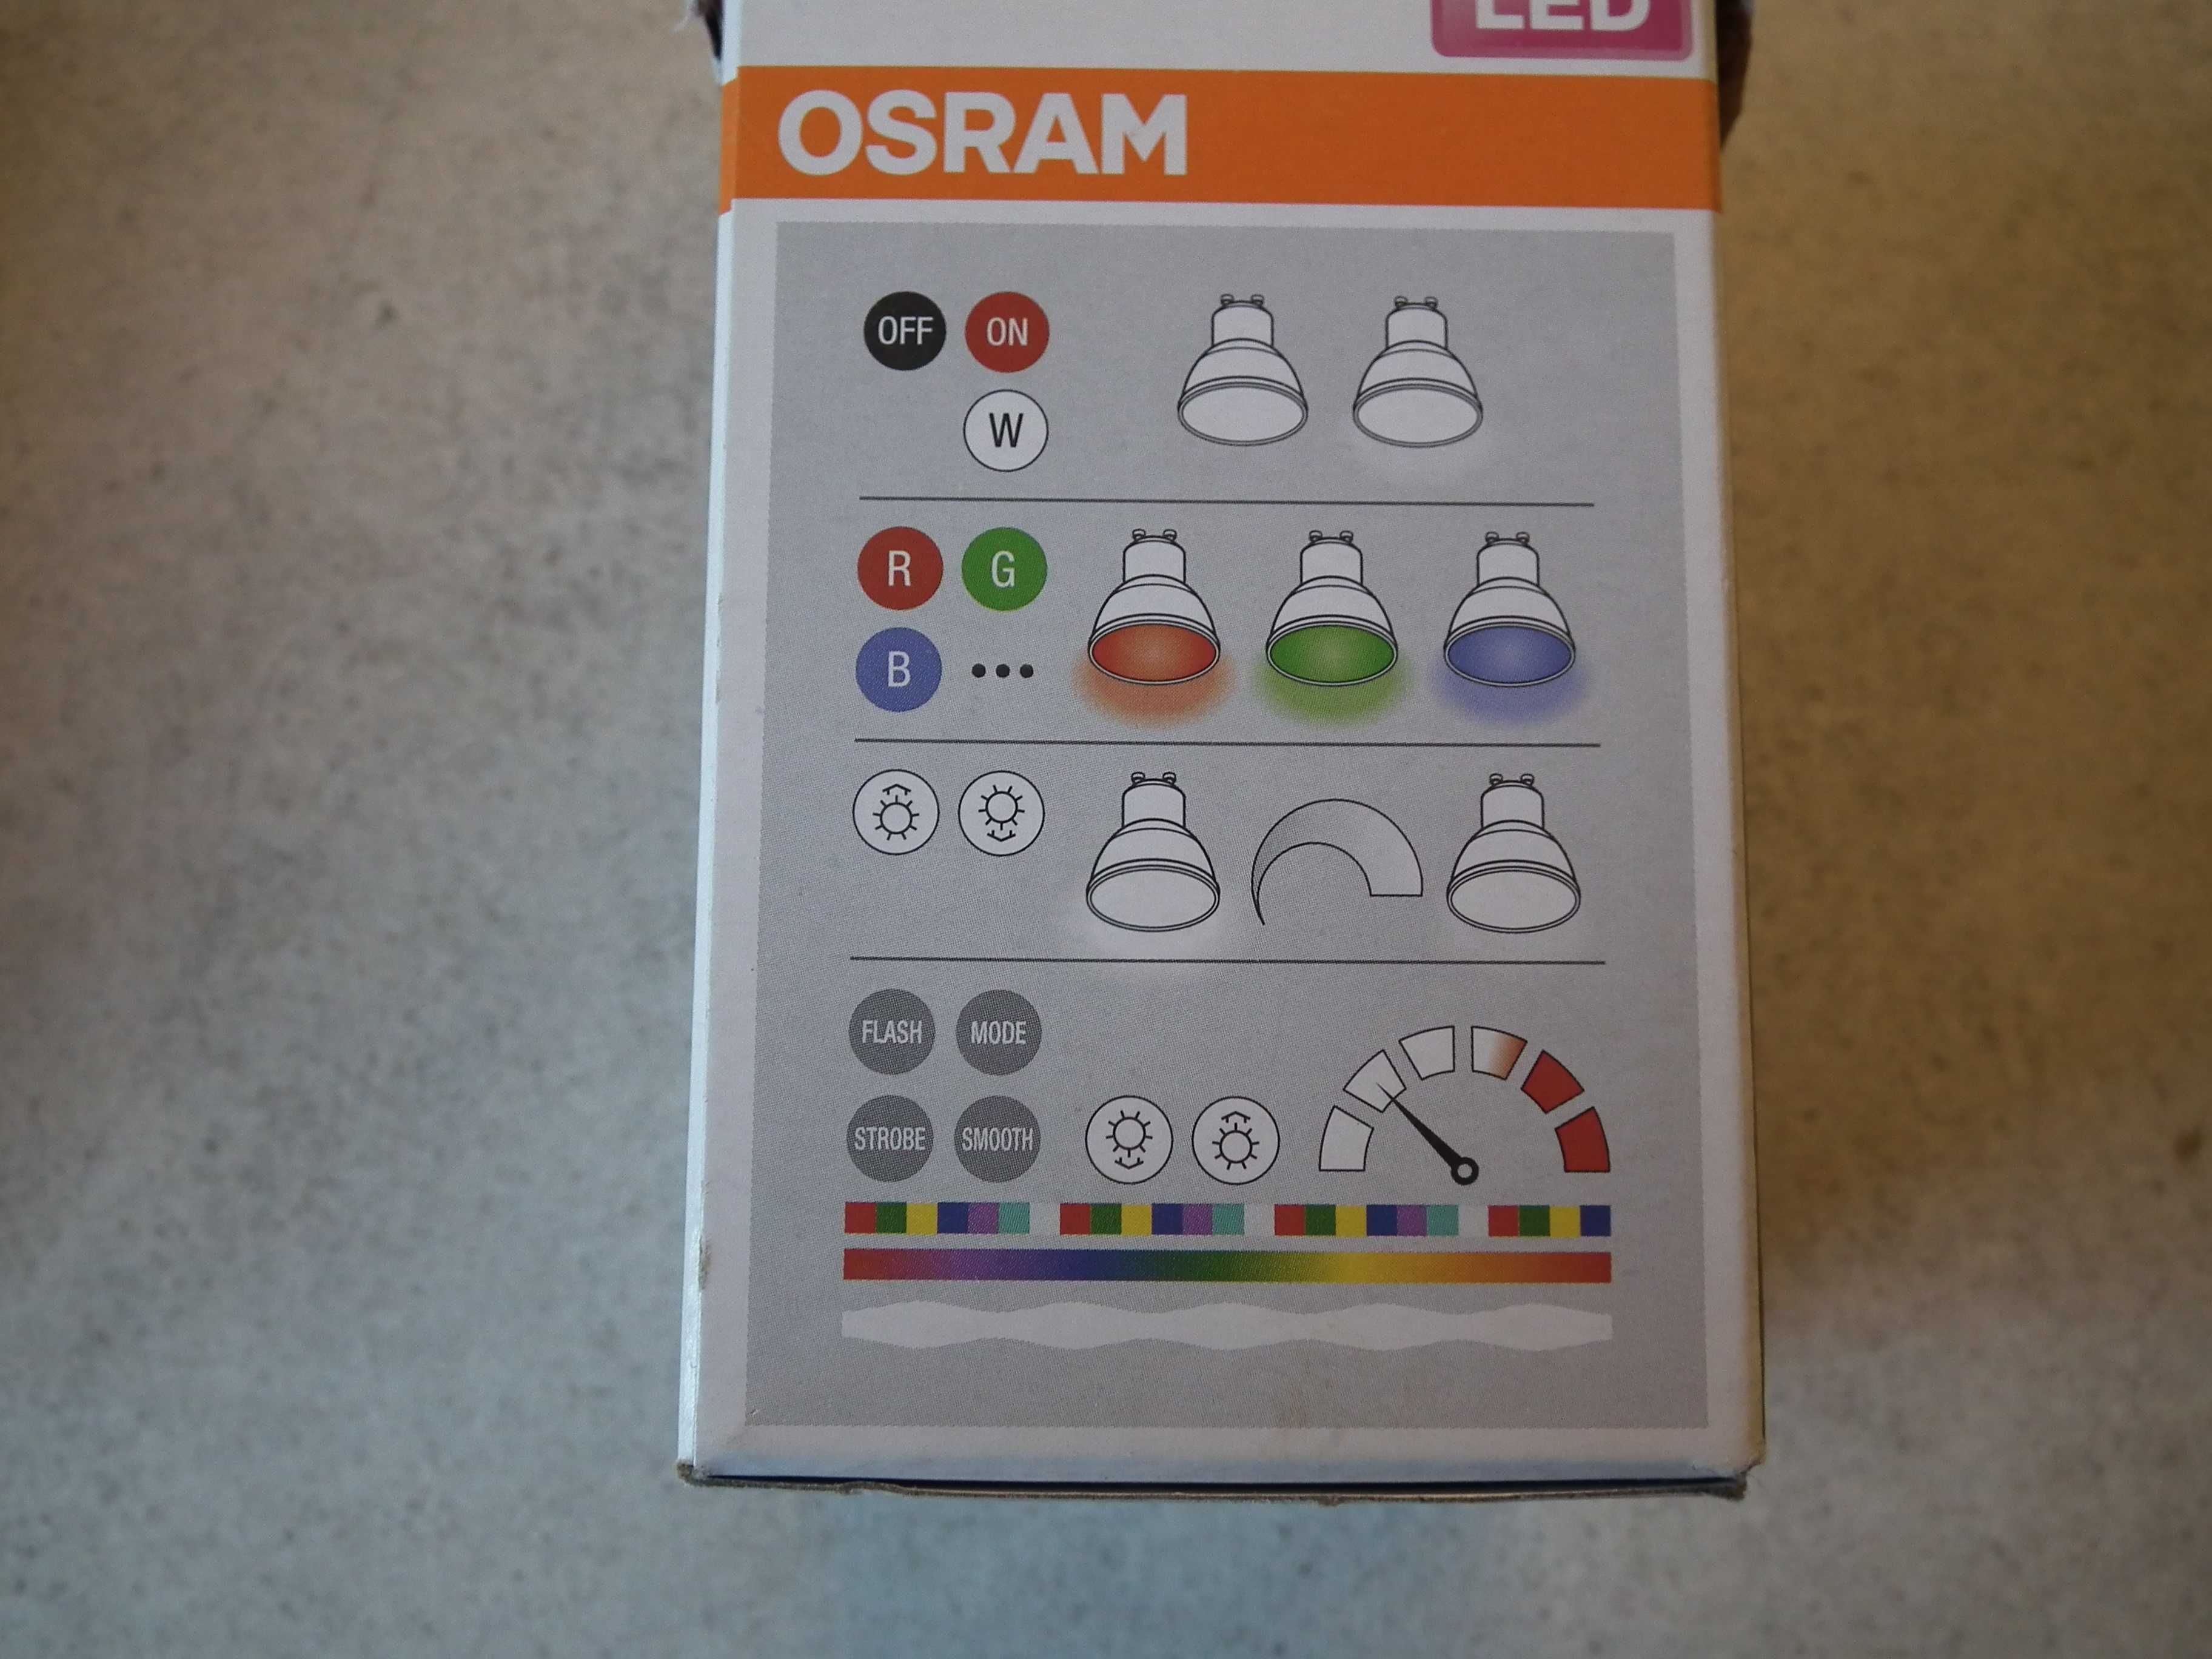 LED
OSRAM
OFF ON
W
R G
B •••
FLASH MODE
STROBE SMOOTH